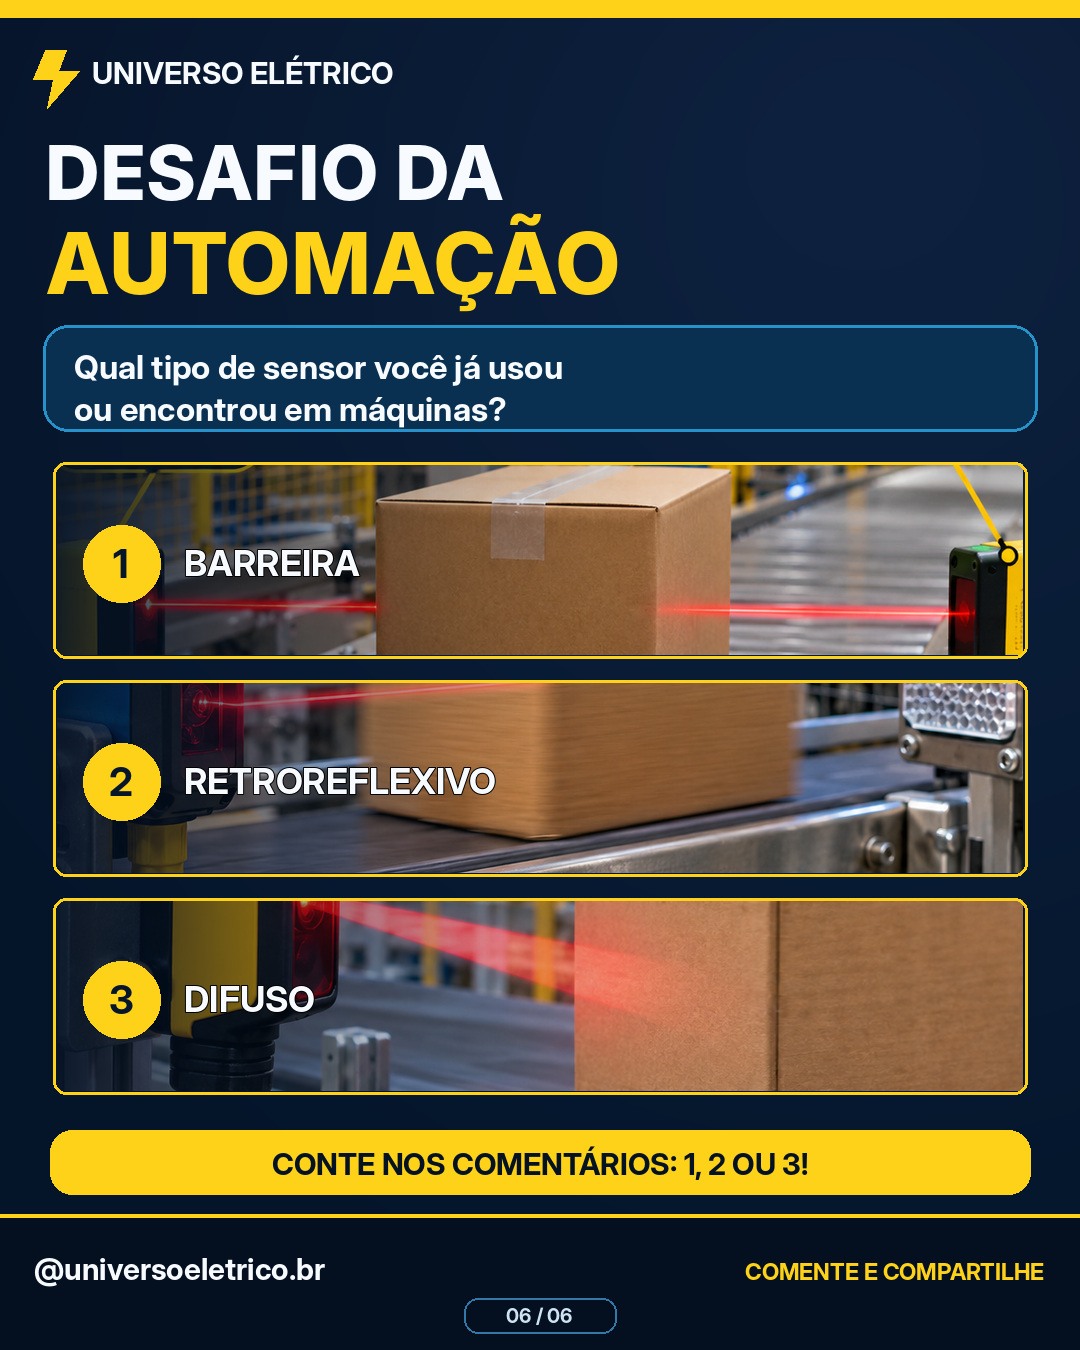 UNIVERSO ELÉTRICO
DESAFIO DA
AUTOMAÇÃO
Qual tipo de sensor você já usou
ou encontrou em máquinas?
1 BARREIRA
2 RETROREFLEXIVO
3 DIFUSO
CONTE NOS COMENTÁRIOS: 1, 2 OU 3!
@universoeletrico.br
COMENTE E COMPARTILHE
06 / 06